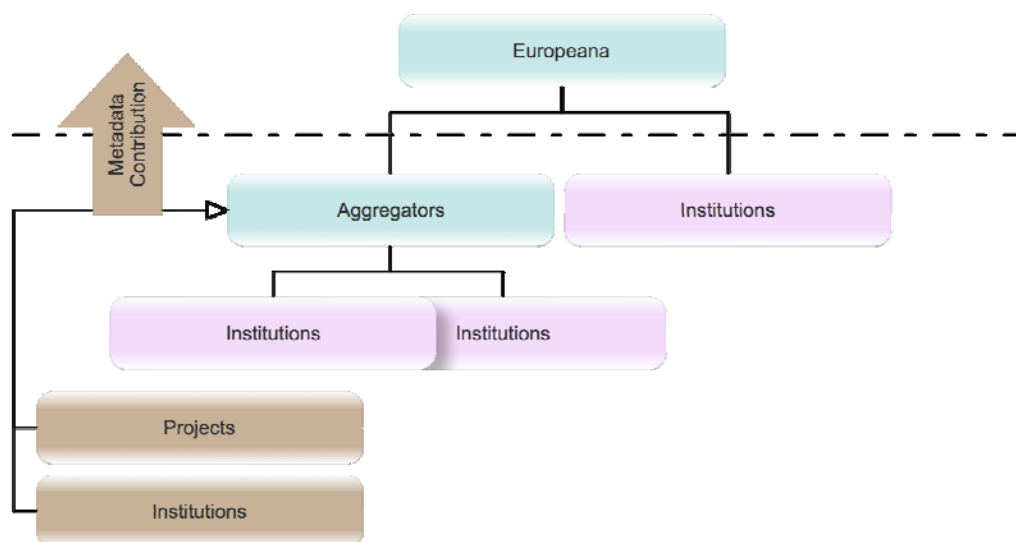 Europeana
Metadata
Contribution
Aggregators
Institutions
Institutions
Institutions
Projects
Institutions